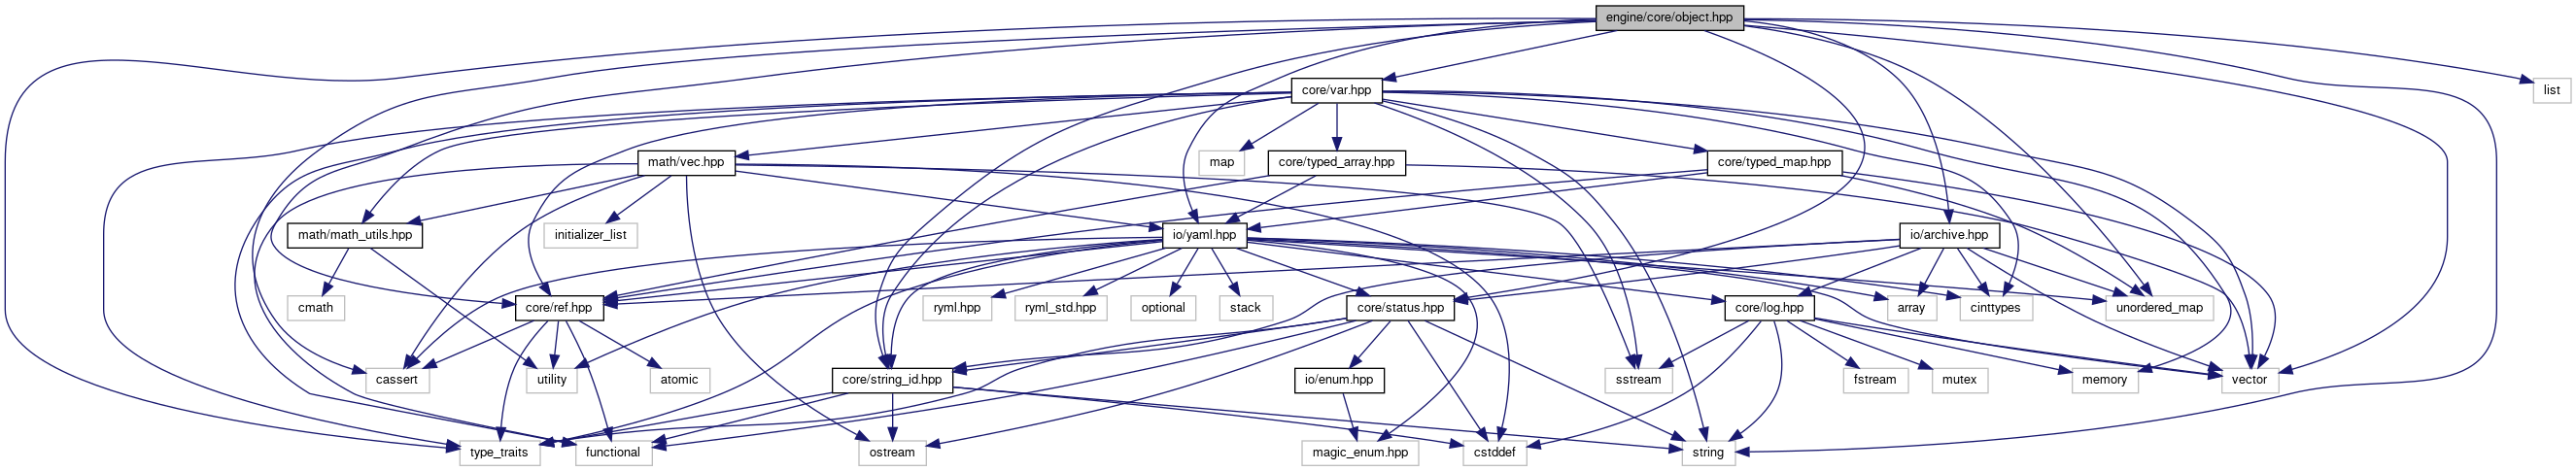 engine/core/object.hpp
core/var.hpp
list
math/vec.hpp
map
core/typed_array.hpp
core/typed_map.hpp
math/math_utils.hpp
initializer_list
io/yaml.hpp
io/archive.hpp
cmath
core/ref.hpp
ryml.hpp
ryml_std.hpp
optional
stack
core/status.hpp
core/log.hpp
array
cinttypes
unordered_map
cassert
utility
atomic
core/string_id.hpp
io/enum.hpp
sstream
fstream
mutex
memory
vector
type_traits
functional
ostream
magic_enum.hpp
cstddef
string